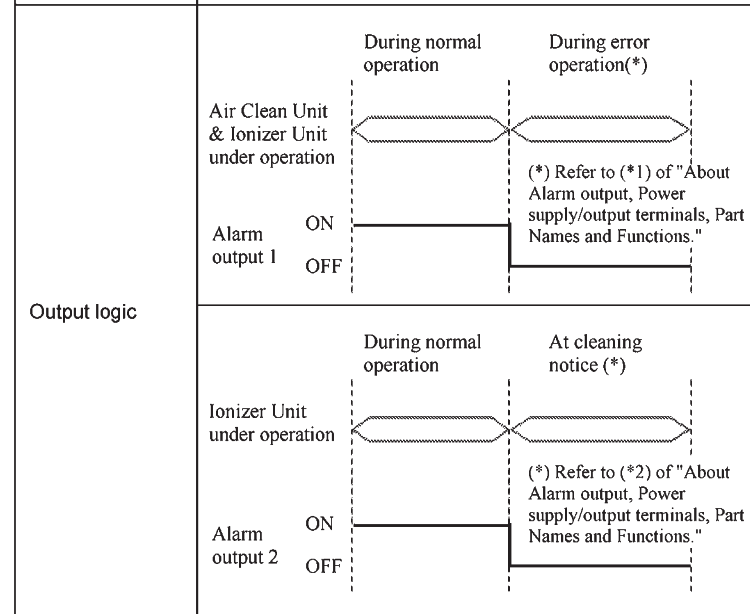 Output logic
During normal
operation
During error
operation(*)
Air Clean Unit
& Ionizer Unit
under operation
(*) Refer to (*1) of "About
Alarm output, Power
supply/output terminals, Part
Names and Functions."
Alarm
output 1
ON
OFF
During normal
operation
At cleaning
notice (*)
Ionizer Unit
under operation
(*) Refer to (*2) of "About
Alarm output, Power
supply/output terminals, Part
Names and Functions."
Alarm
output 2
ON
OFF